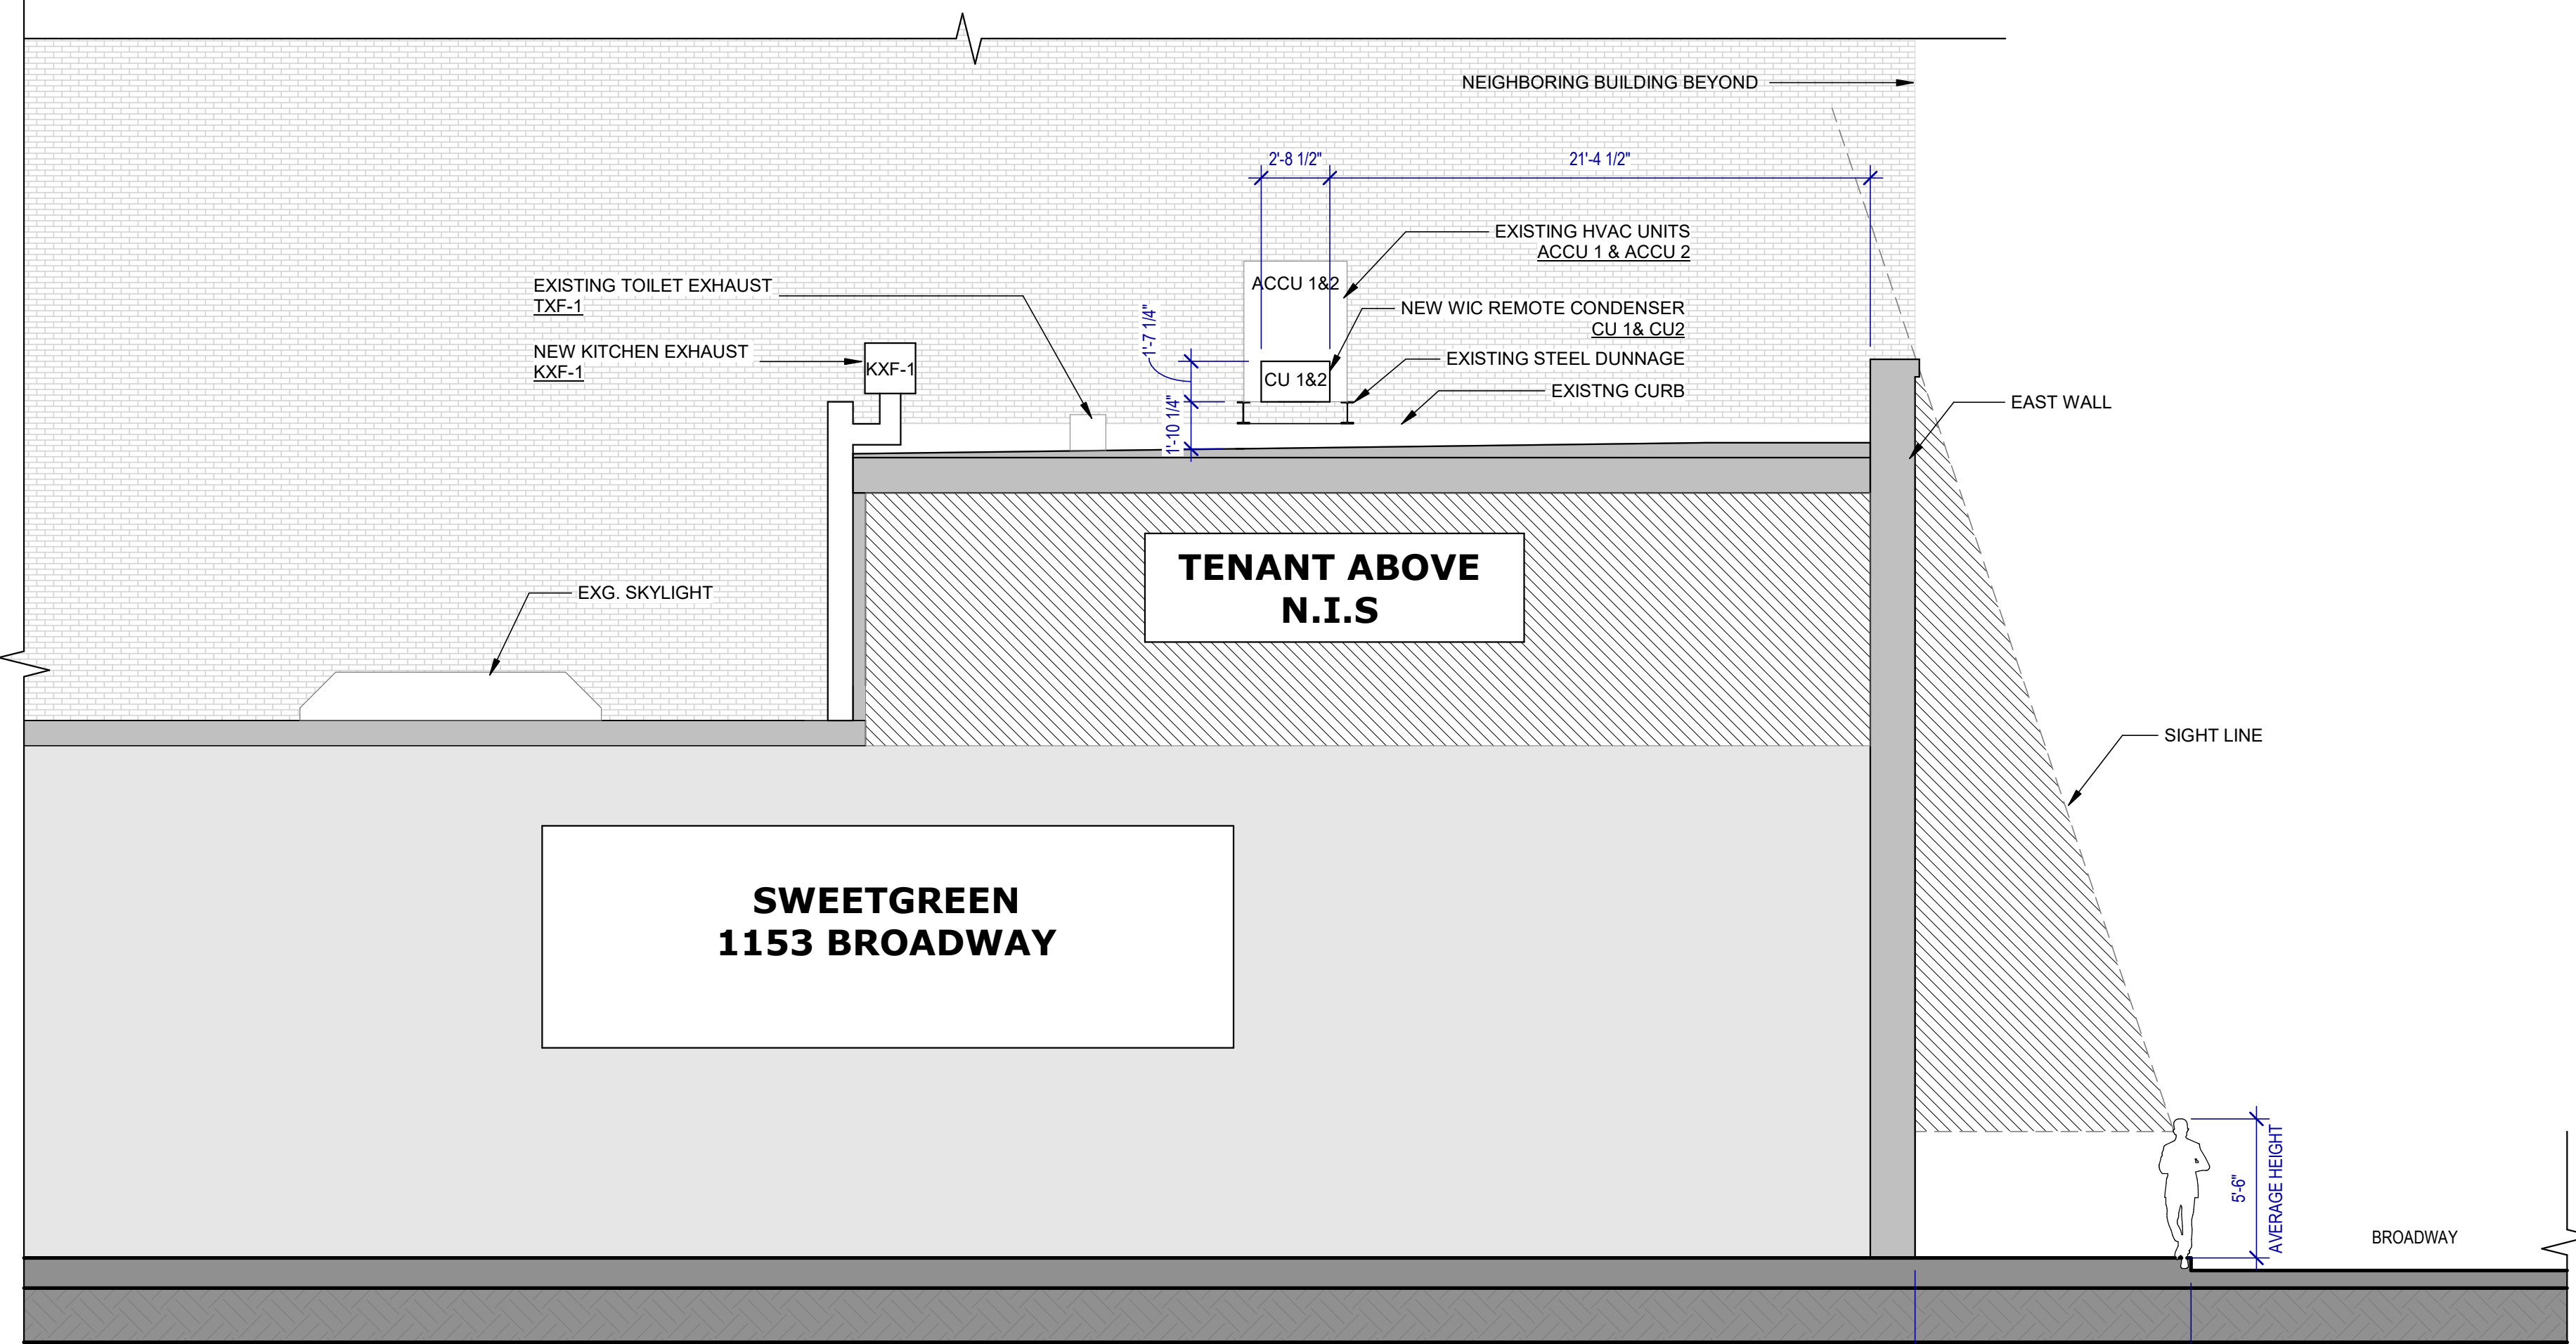 NEIGHBORING BUILDING BEYOND
2'-8 1/2"
21'-4 1/2"
EXISTING HVAC UNITS
ACCU 1 & ACCU 2
EXISTING TOILET EXHAUST
TXF-1
ACCU 1&2
NEW WIC REMOTE CONDENSER
CU 1& CU2
1'-7 1/4"
NEW KITCHEN EXHAUST
KXF-1
KXF-1
EXISTING STEEL DUNNAGE
CU 1&2
EXISTNG CURB
1'-10 1/4"
EAST WALL
TENANT ABOVE
N.I.S
EXG. SKYLIGHT
SIGHT LINE
SWEETGREEN
1153 BROADWAY
5'-6"
AVERAGE HEIGHT
BROADWAY